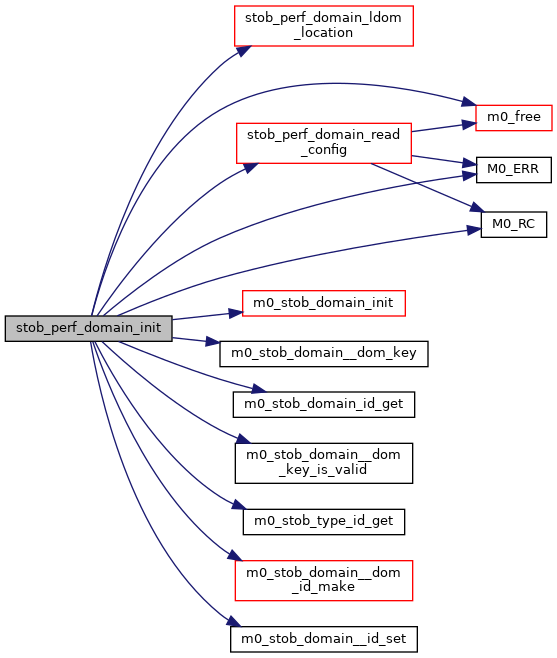 stob_perf_domain_ldom
_location
m0_free
stob_perf_domain_read
_config
M0_ERR
M0_RC
m0_stob_domain_init
stob_perf_domain_init
m0_stob_domain__dom_key
m0_stob_domain_id_get
m0_stob_domain__dom
_key_is_valid
m0_stob_type_id_get
m0_stob_domain__dom
_id_make
m0_stob_domain__id_set